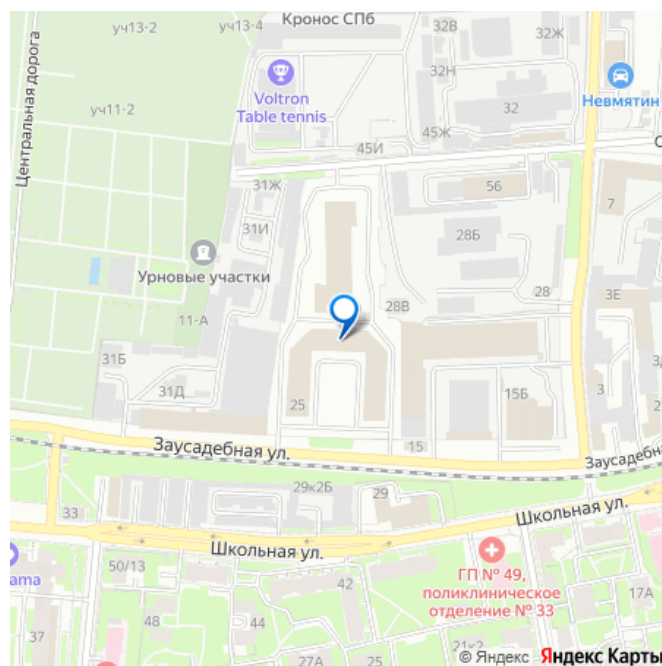 Кронос СПб
уч13-2
уч13-4
32В
32Ж
Центральная дорога
32Н
Voltron
Table tennis
Невмятин
уч11-2
32
45Ж
45И
31Ж
56
7
31И
28Б
Урновые участки
28
3Е
28В
11-А
31Б
31Д
25
15Б
3
15
Заусадебная ул.
29к2Б
29
33
Школьная ул.
Школьная ул.
50/13
ГП № 49,
поликлиническое
отделение № 33
42
17А
48
44
37
21к2
27А
© Яндекс Яндекс Карты